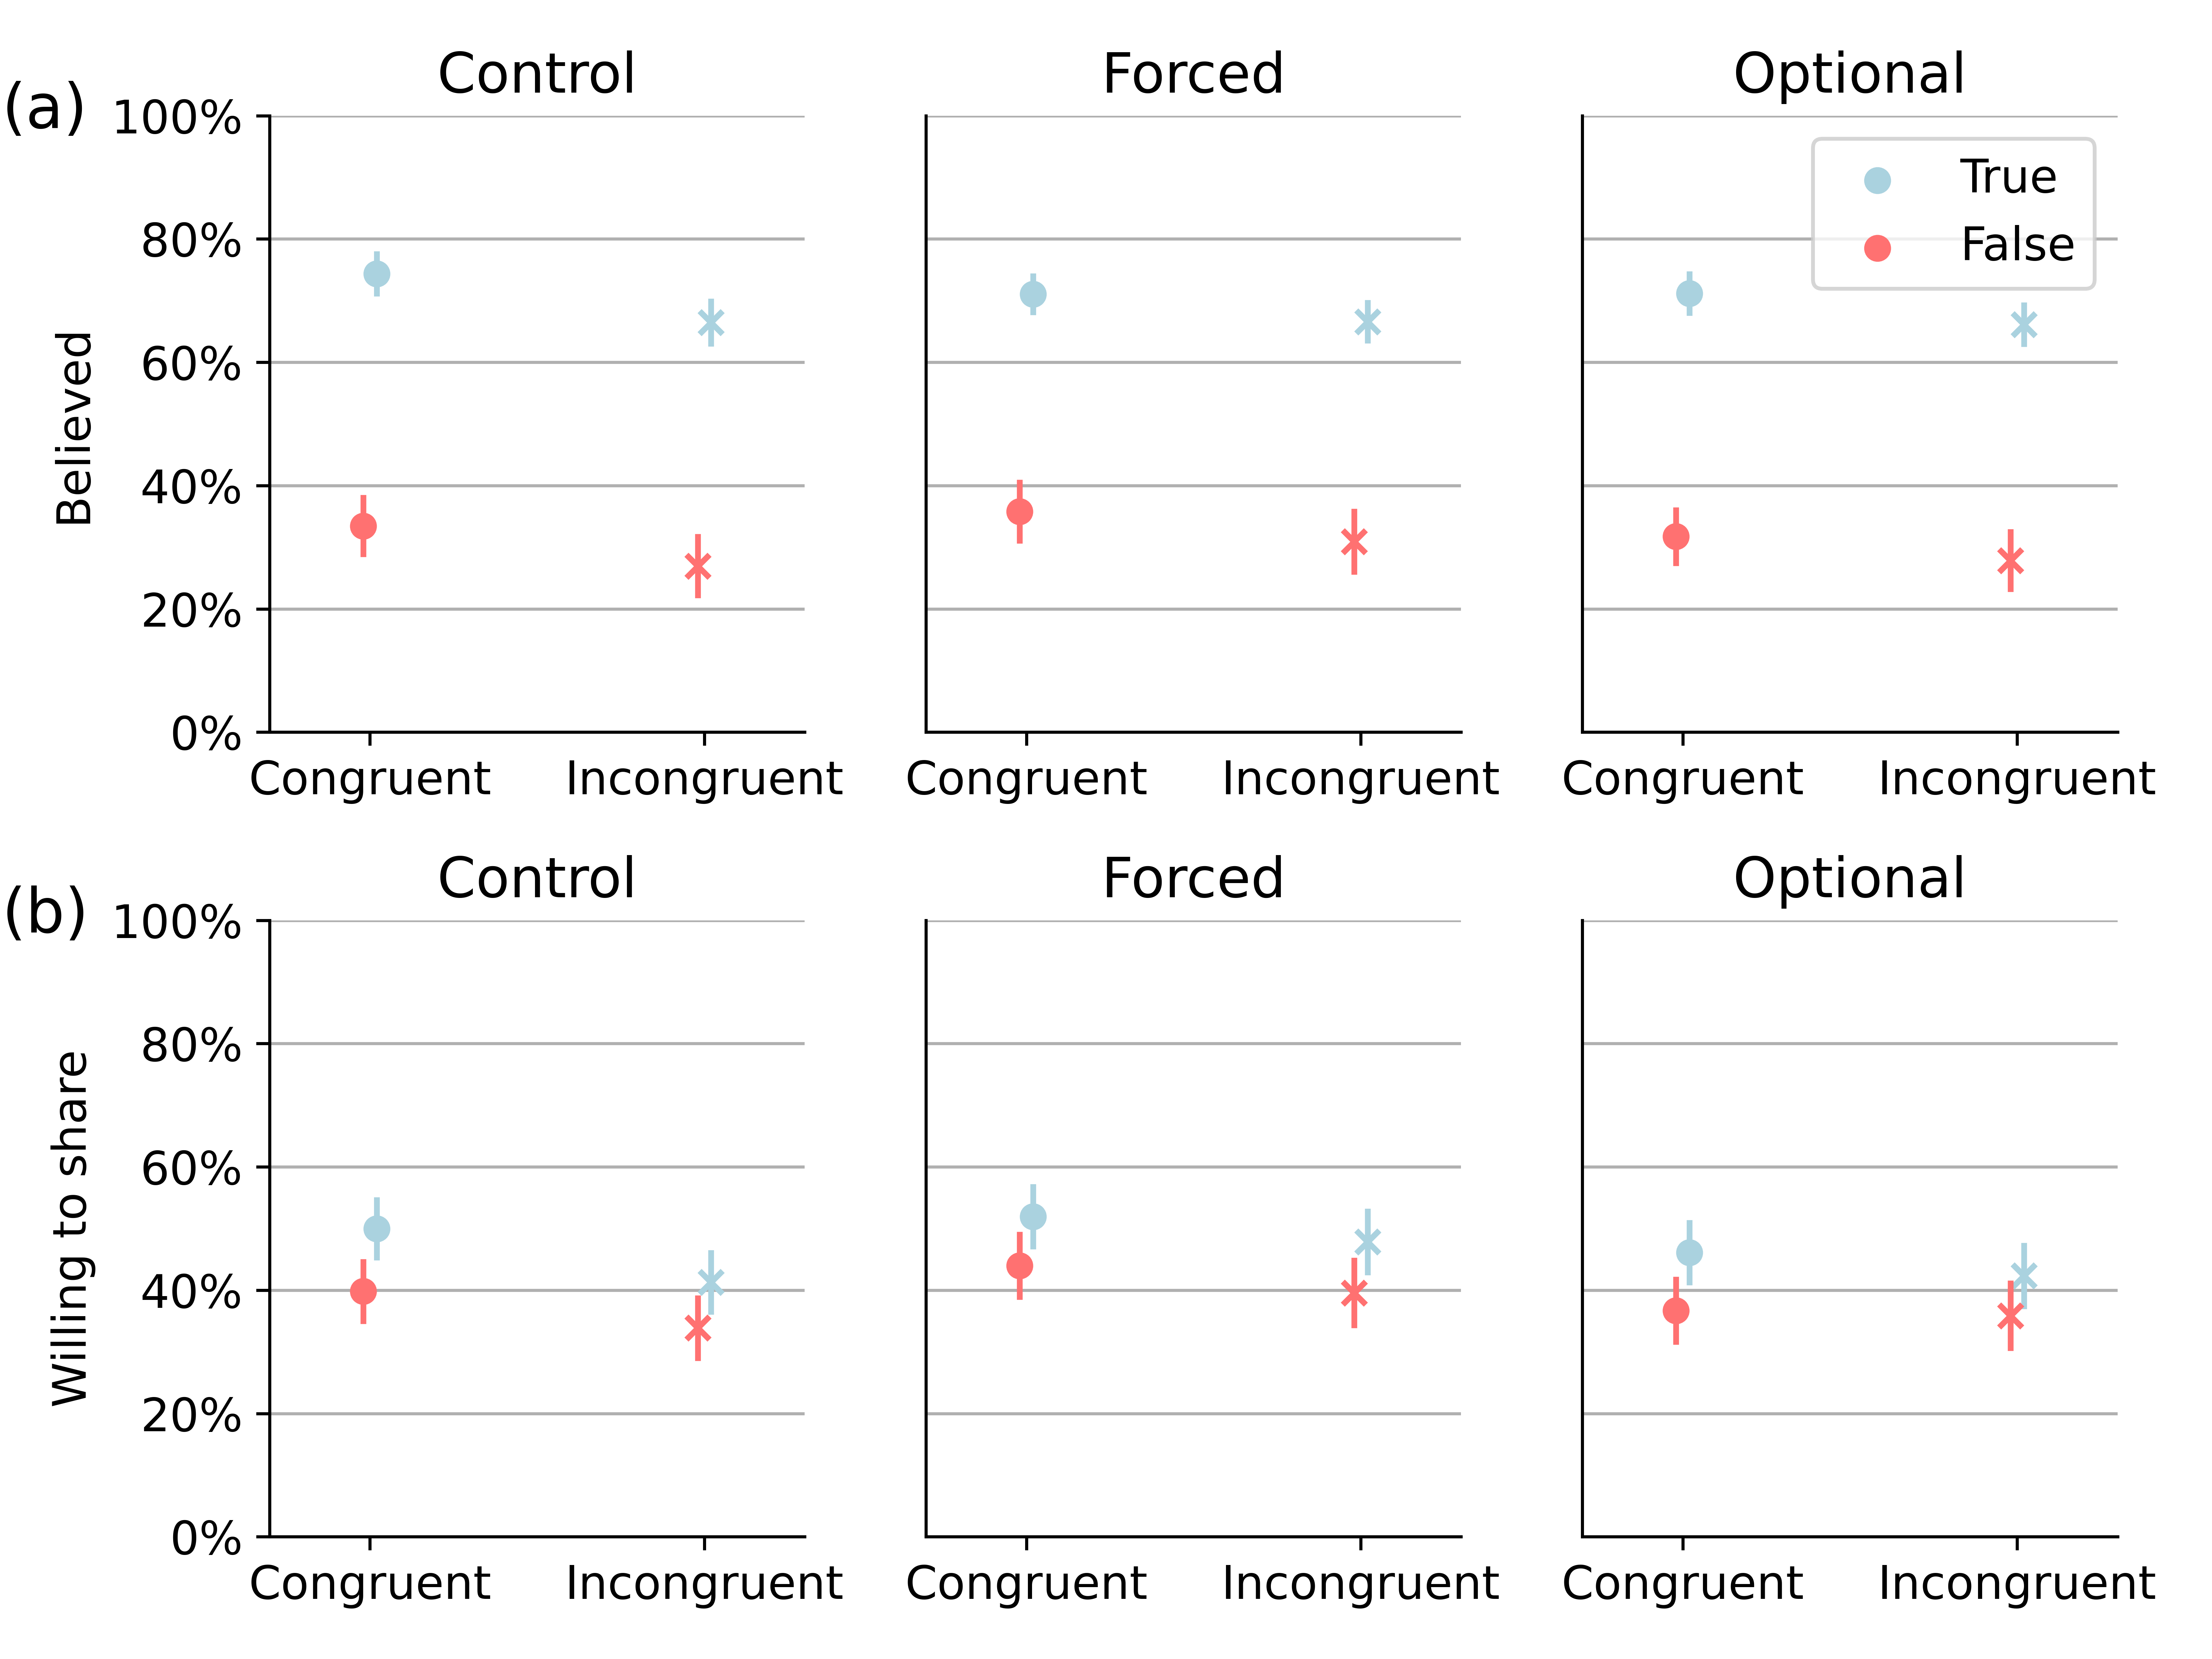 (a)
Control
Forced
Optional
100%
80%
60%
40%
20%
0%
Believed
True
False
Congruent
Incongruent
Congruent
Incongruent
Congruent
Incongruent
(b)
Control
Forced
Optional
100%
80%
60%
40%
20%
0%
Willing to share
Congruent
Incongruent
Congruent
Incongruent
Congruent
Incongruent